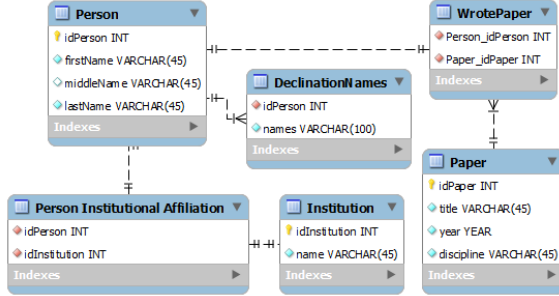 Person
idPerson INT
firstName VARCHAR(45)
middleName VARCHAR(45)
lastName VARCHAR(45)
Indexes
WrotePaper
Person_idPerson INT
Paper_idPaper INT
Indexes
DeclinationNames
idPerson INT
names VARCHAR(100)
Indexes
Paper
idPaper INT
title VARCHAR(45)
year YEAR
discipline VARCHAR(45)
Indexes
Person Institutional Affiliation
idPerson INT
idInstitution INT
Indexes
Institution
idInstitution INT
name VARCHAR(45)
Indexes